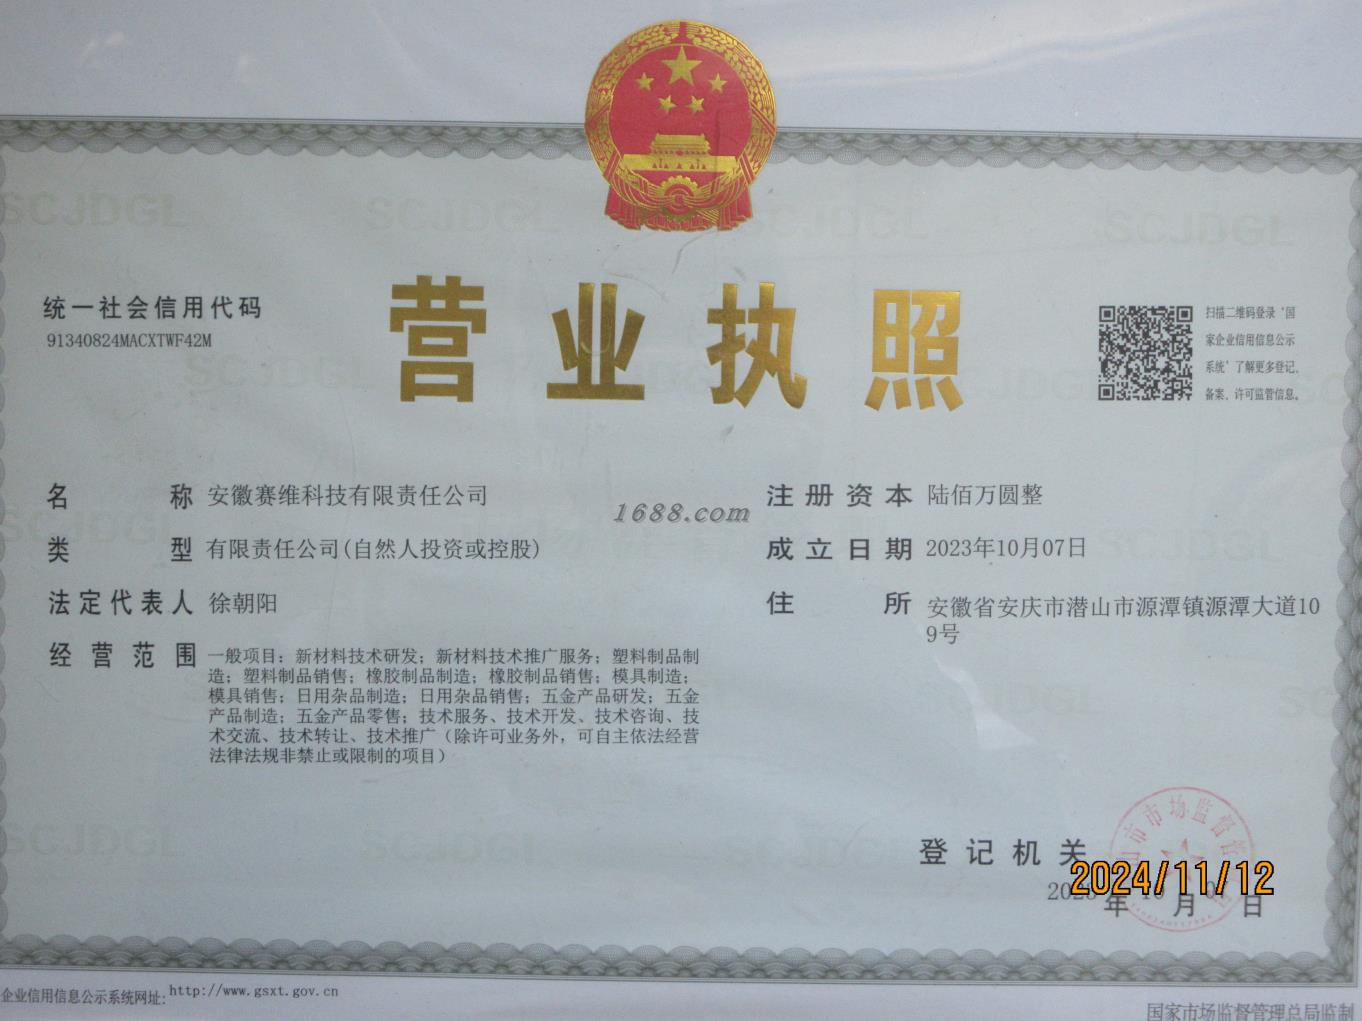 统一社会信用代码
91340824MACXTWF42M
营业执照
扫描二维码登录‘国
家企业信用信息公示
系统’了解更多登记、
备案、许可监管信息。
名称 安徽赛维科技有限责任公司
类型 有限责任公司(自然人投资或控股)
法定代表人 徐朝阳
经营范围 一般项目：新材料技术研发；新材料技术推广服务；塑料制品制
造；塑料制品销售；橡胶制品制造；橡胶制品销售；模具制造；
模具销售；日用杂品制造；日用杂品销售；五金产品研发；五金
产品制造；五金产品零售；技术服务、技术开发、技术咨询、技
术交流、技术转让、技术推广（除许可业务外，可自主依法经营
法律法规非禁止或限制的项目）
1688.com
注册资本 陆佰万圆整
成立日期 2023年10月07日
住所 安徽省安庆市潜山市源潭镇源潭大道10
9号
登记机关
山市市场监督管
2024/11/12
年 月 日
企业信用信息公示系统网址: http://www.gsxt.gov.cn
国家市场监督管理总局监制
SCJDGL